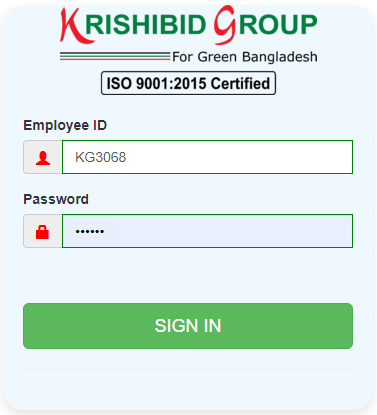 KRISHIBID GROUP
For Green Bangladesh
ISO 9001:2015 Certified
Employee ID
KG3068
Password
••••••
SIGN IN